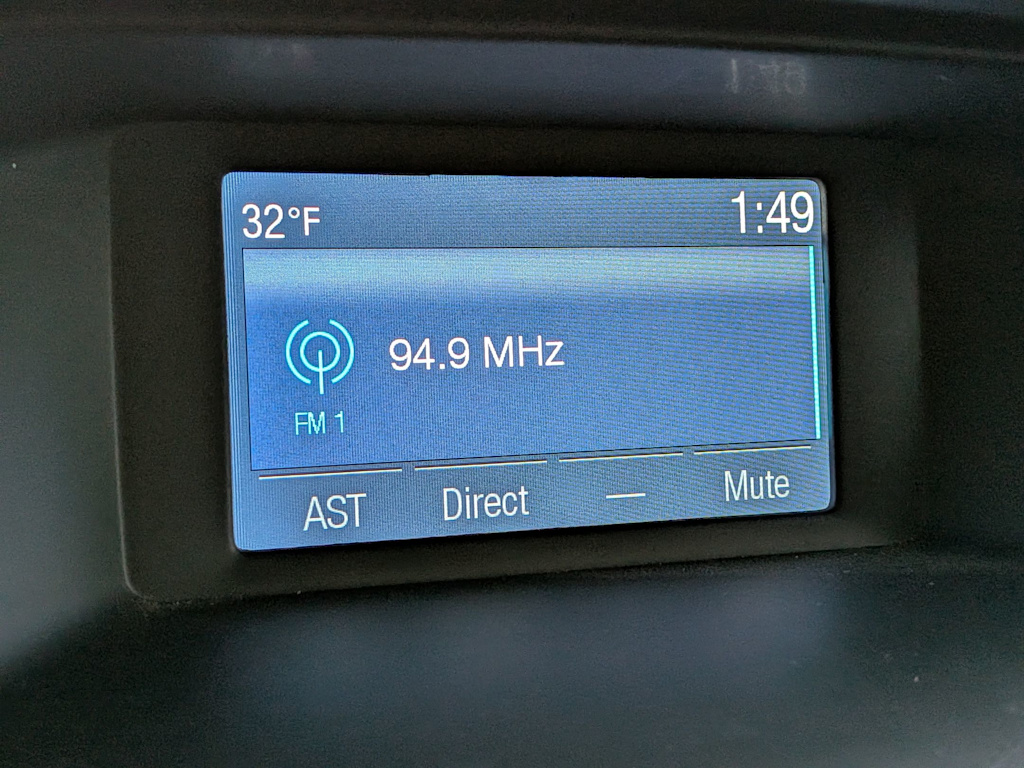 32°F 1:49
94.9 MHz
FM 1
AST Direct — Mute